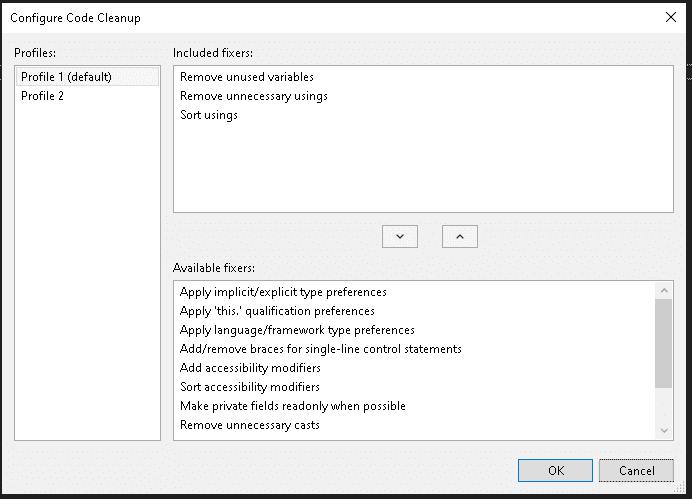 Configure Code Cleanup
Profiles:
Profile 1 (default)
Profile 2
Included fixers:
Remove unused variables
Remove unnecessary usings
Sort usings
Available fixers:
Apply implicit/explicit type preferences
Apply 'this.' qualification preferences
Apply language/framework type preferences
Add/remove braces for single-line control statements
Add accessibility modifiers
Sort accessibility modifiers
Make private fields readonly when possible
Remove unnecessary casts
OK
Cancel